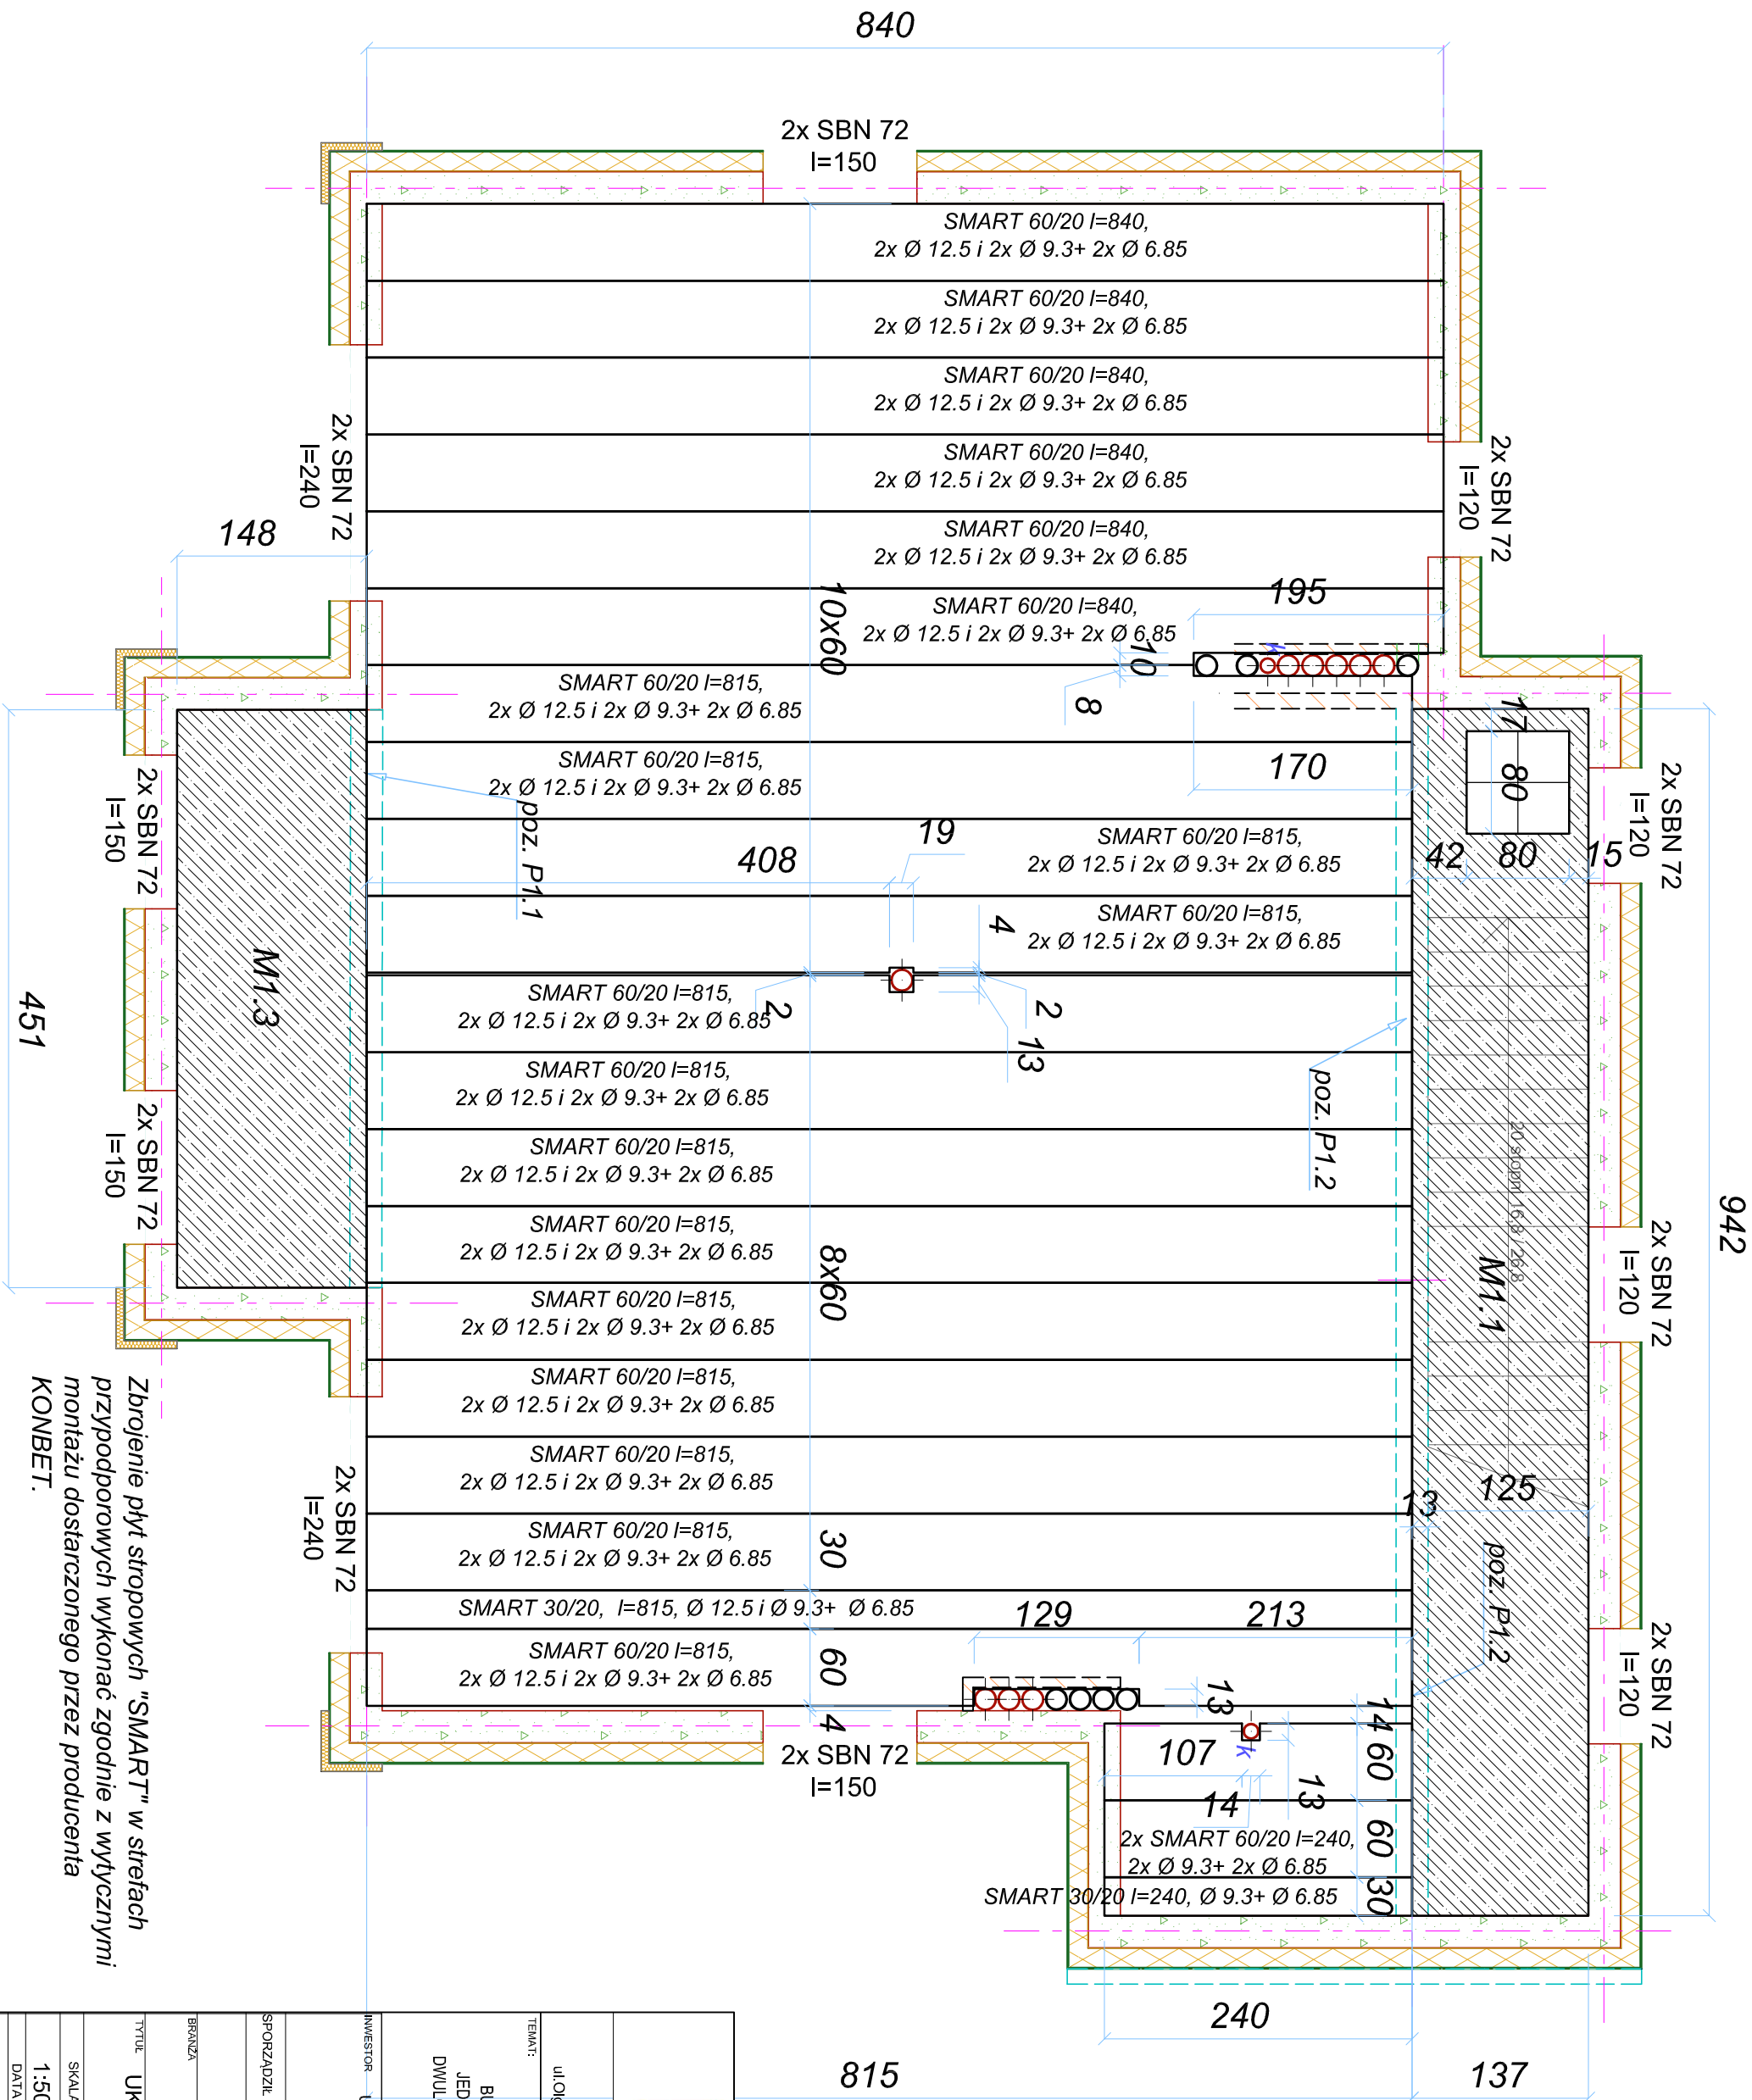 840
2x SBN 72
l=150
SMART 60/20 l=840,
2x Ø 12.5 i 2x Ø 9.3+ 2x Ø 6.85
SMART 60/20 l=840,
2x Ø 12.5 i 2x Ø 9.3+ 2x Ø 6.85
SMART 60/20 l=840,
2x Ø 12.5 i 2x Ø 9.3+ 2x Ø 6.85
SMART 60/20 l=840,
2x Ø 12.5 i 2x Ø 9.3+ 2x Ø 6.85
SMART 60/20 l=840,
2x Ø 12.5 i 2x Ø 9.3+ 2x Ø 6.85
SMART 60/20 l=840,
2x Ø 12.5 i 2x Ø 9.3+ 2x Ø 6.85
2x SBN 72
l=240
2x SBN 72
l=120
148
10x60
195
k
10
8
170
SMART 60/20 l=815,
2x Ø 12.5 i 2x Ø 9.3+ 2x Ø 6.85
SMART 60/20 l=815,
2x Ø 12.5 i 2x Ø 9.3+ 2x Ø 6.85
SMART 60/20 l=815,
2x Ø 12.5 i 2x Ø 9.3+ 2x Ø 6.85
SMART 60/20 l=815,
2x Ø 12.5 i 2x Ø 9.3+ 2x Ø 6.85
17
80
42
80
15
2x SBN 72
l=120
2x SBN 72
l=150
poz. P1.1
408
19
4
2
2
13
M1.3
451
poz. P1.2
20 stopni 16,8 / 26,8
M1.1
942
SMART 60/20 l=815,
2x Ø 12.5 i 2x Ø 9.3+ 2x Ø 6.85
SMART 60/20 l=815,
2x Ø 12.5 i 2x Ø 9.3+ 2x Ø 6.85
SMART 60/20 l=815,
2x Ø 12.5 i 2x Ø 9.3+ 2x Ø 6.85
SMART 60/20 l=815,
2x Ø 12.5 i 2x Ø 9.3+ 2x Ø 6.85
SMART 60/20 l=815,
2x Ø 12.5 i 2x Ø 9.3+ 2x Ø 6.85
SMART 60/20 l=815,
2x Ø 12.5 i 2x Ø 9.3+ 2x Ø 6.85
SMART 60/20 l=815,
2x Ø 12.5 i 2x Ø 9.3+ 2x Ø 6.85
SMART 60/20 l=815,
2x Ø 12.5 i 2x Ø 9.3+ 2x Ø 6.85
SMART 30/20, l=815, Ø 12.5 i Ø 9.3+ Ø 6.85
SMART 60/20 l=815,
2x Ø 12.5 i 2x Ø 9.3+ 2x Ø 6.85
8x60
30
60
4
2x SBN 72
l=150
2x SBN 72
l=120
2x SBN 72
l=240
13
125
poz. P1.2
2x SBN 72
l=120
129
213
13
14
60
60
30
k
107
14
13
2x SBN 72
l=150
2x SMART 60/20 l=240,
2x Ø 9.3+ 2x Ø 6.85
SMART 30/20 l=240, Ø 9.3+ Ø 6.85
240
815
137
Zbrojenie płyt stropowych "SMART" w strefach
przypodporowych wykonać zgodnie z wytycznymi
montażu dostarczonego przez producenta
KONBET.
TEMAT:
INWESTOR
SPORZĄDZIŁ
BRANŻA
TYTUŁ
SKALA
DATA